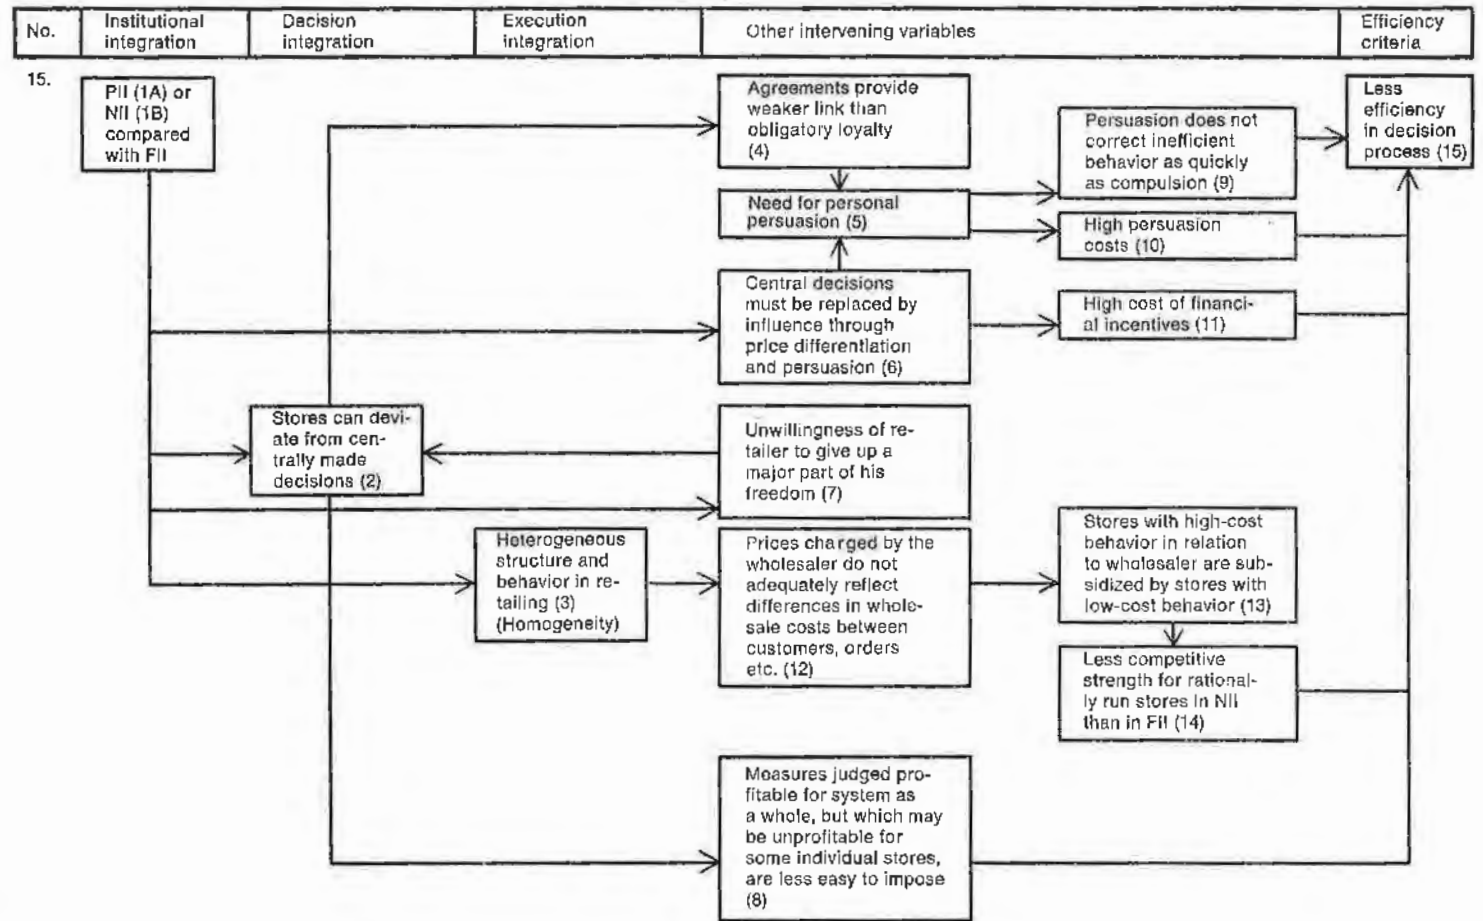 No.
Institutional
integration
Decision
integration
Execution
integration
Other intervening variables
Efficiency
criteria
15.
PII (1A) or
NII (1B)
compared
with FII
Agreements provide
weaker link than
obligatory loyalty
(4)
Persuasion does not
correct inefficient
behavior as quickly
as compulsion (9)
Less
efficiency
in decision
process (15)
Need for personal
persuasion (5)
High persuasion
costs (10)
Central decisions
must be replaced by
influence through
price differentiation
and persuasion (6)
High cost of financi-
al incentives (11)
Stores can devi-
ate from cen-
trally made
decisions (2)
Unwillingness of re-
tailer to give up a
major part of his
freedom (7)
Heterogeneous
structure and
behavior in re-
tailing (3)
(Homogeneity)
Prices charged by the
wholesaler do not
adequately reflect
differences in whole-
sale costs between
customers, orders
etc. (12)
Stores with high-cost
behavior in relation
to wholesaler are sub-
sidized by stores with
low-cost behavior (13)
Less competitive
strength for rational-
ly run stores in NII
than in FII (14)
Measures judged pro-
fitable for system as
a whole, but which may
be unprofitable for
some individual stores,
are less easy to impose
(8)